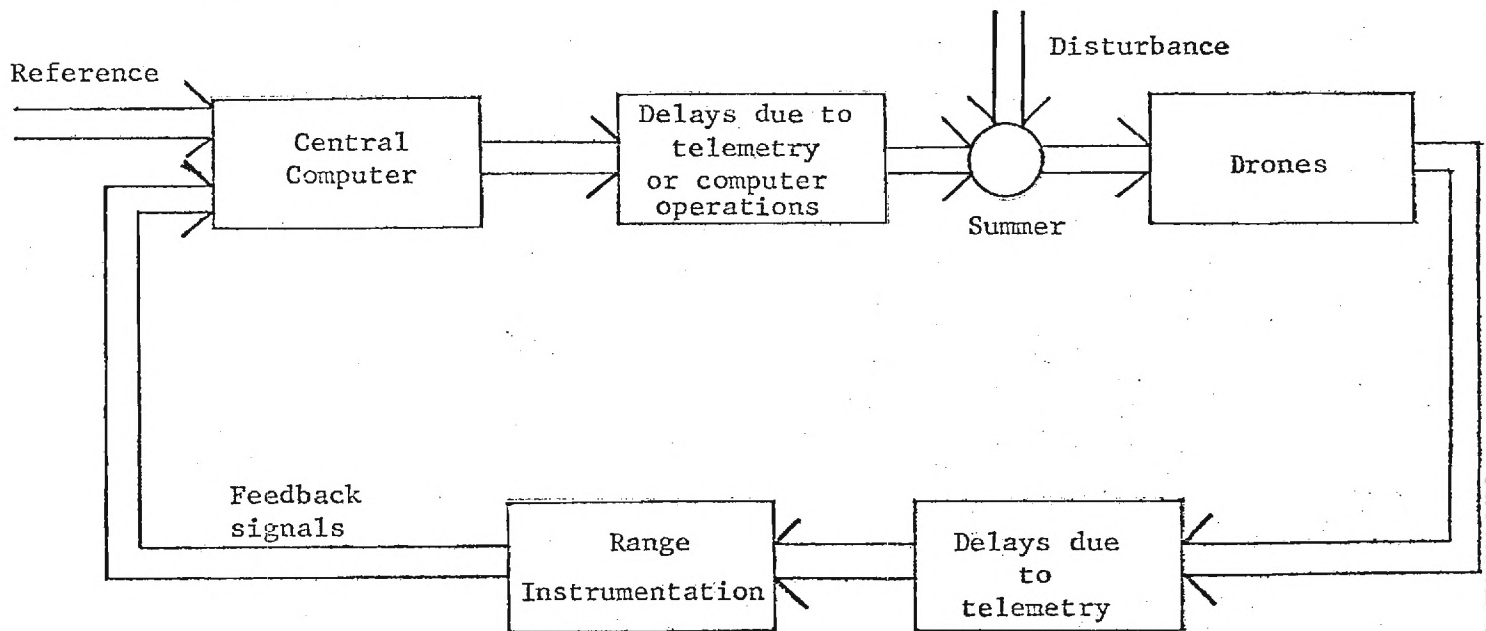 Reference
Central
Computer
Delays due to
telemetry
or computer
operations
Disturbance
Summer
Drones
Feedback
signals
Range
Instrumentation
Delays due
to
telemetry